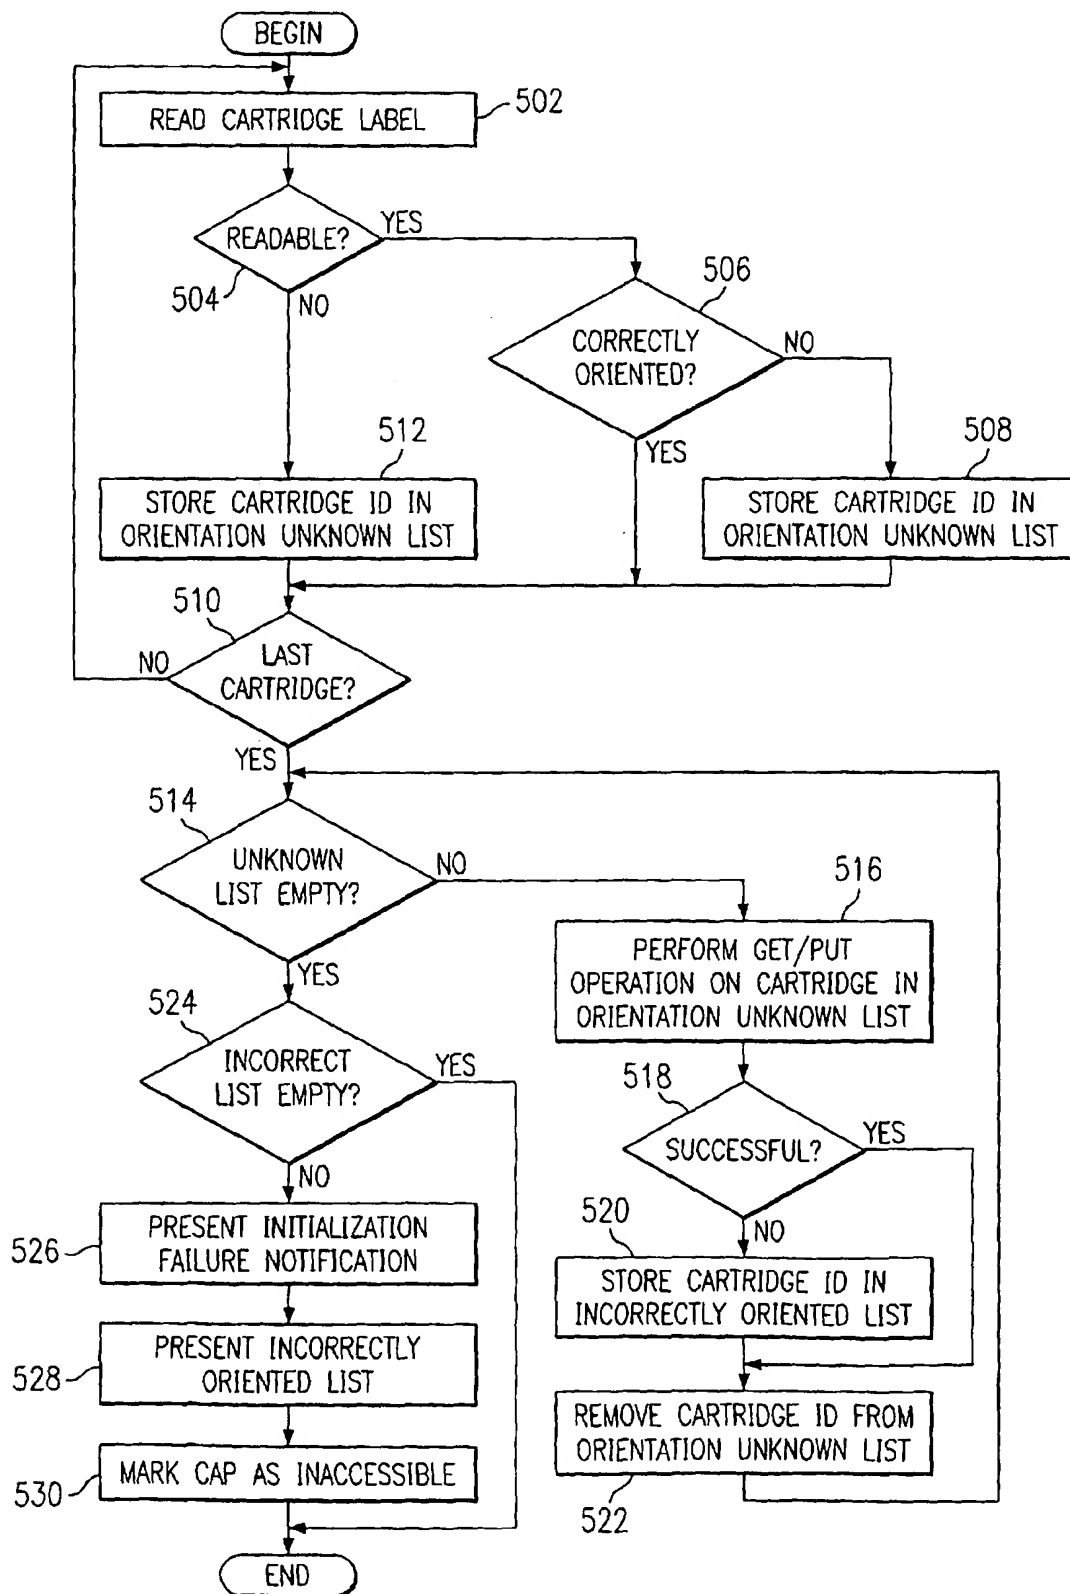 BEGIN
READ CARTRIDGE LABEL
502
READABLE?
YES
504
NO
506
CORRECTLY
ORIENTED?
NO
YES
512
508
STORE CARTRIDGE ID IN
ORIENTATION UNKNOWN LIST
STORE CARTRIDGE ID IN
ORIENTATION UNKNOWN LIST
510
LAST
CARTRIDGE?
NO
YES
514
UNKNOWN
LIST EMPTY?
NO
YES
516
PERFORM GET/PUT
OPERATION ON CARTRIDGE IN
ORIENTATION UNKNOWN LIST
524
INCORRECT
LIST EMPTY?
YES
NO
518
SUCCESSFUL?
YES
NO
520
STORE CARTRIDGE ID IN
INCORRECTLY ORIENTED LIST
526
PRESENT INITIALIZATION
FAILURE NOTIFICATION
528
PRESENT INCORRECTLY
ORIENTED LIST
REMOVE CARTRIDGE ID FROM
ORIENTATION UNKNOWN LIST
522
530
MARK CAP AS INACCESSIBLE
END